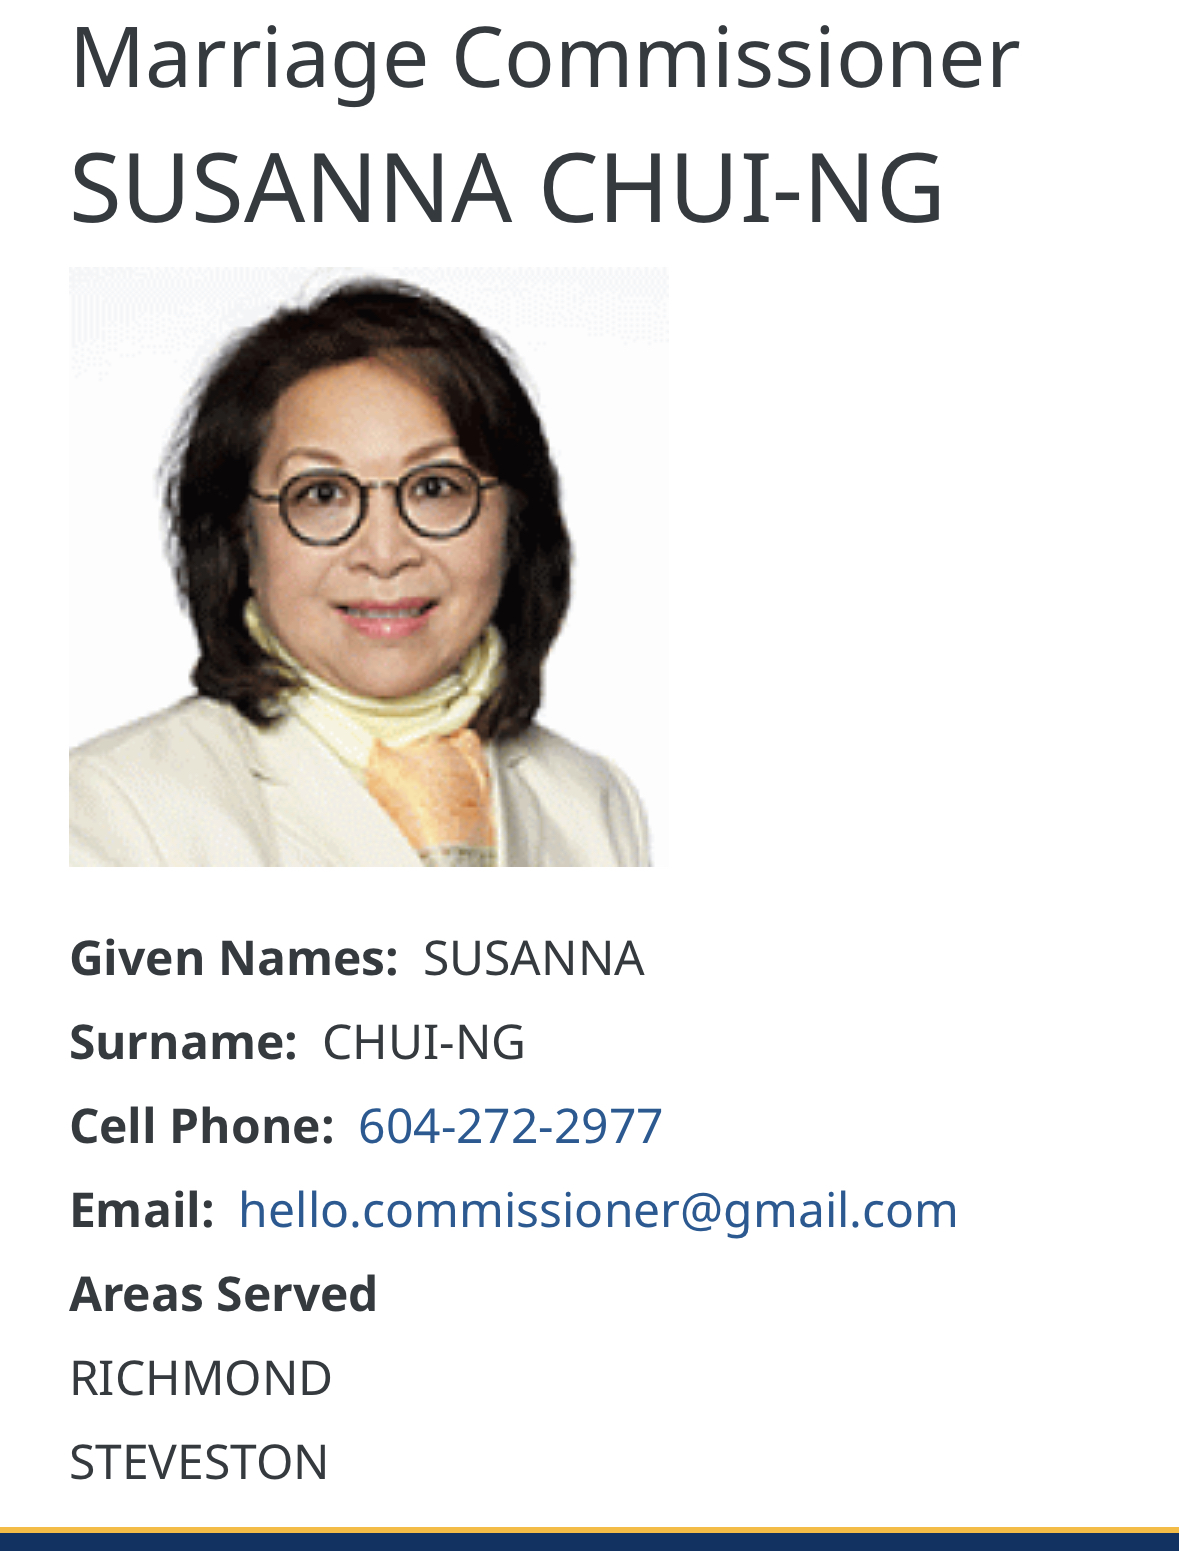 Marriage Commissioner
SUSANNA CHUI-NG
Given Names: SUSANNA
Surname: CHUI-NG
Cell Phone: 604-272-2977
Email: hello.commissioner@gmail.com
Areas Served
RICHMOND
STEVESTON